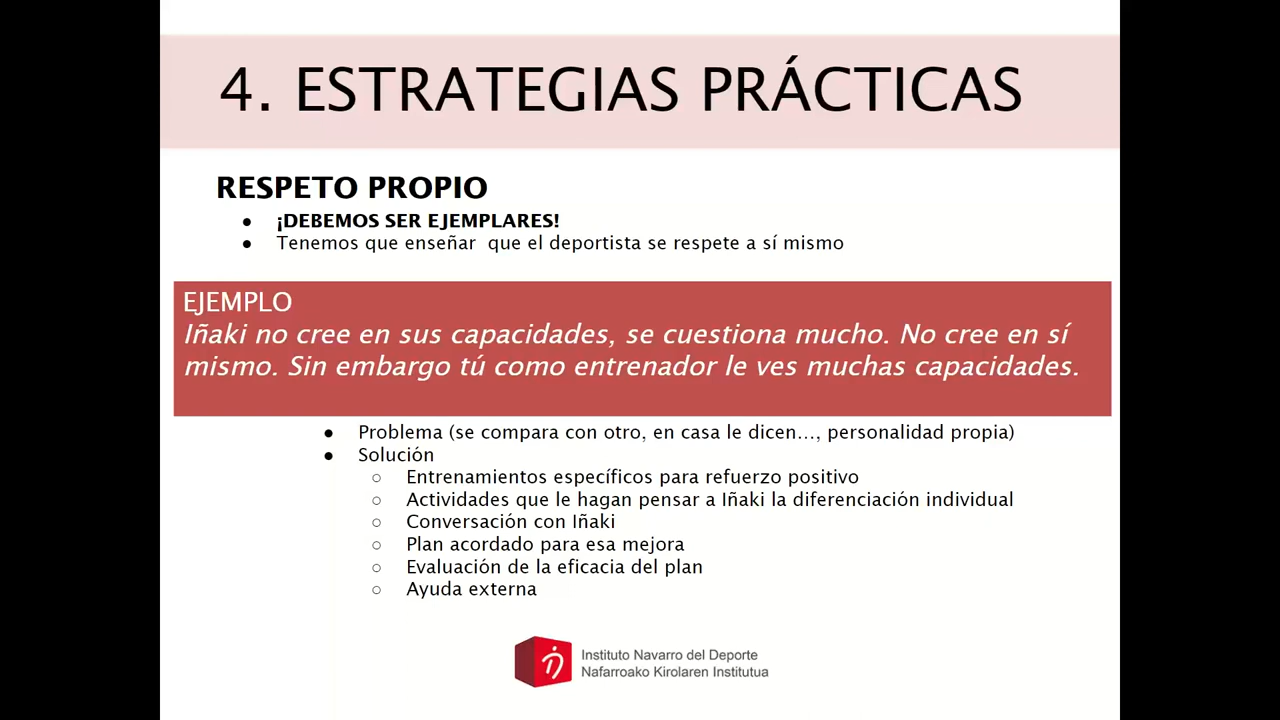 4. ESTRATEGIAS PRÁCTICAS
RESPETO PROPIO
● ¡DEBEMOS SER EJEMPLARES!
● Tenemos que enseñar que el deportista se respete a sí mismo
EJEMPLO
Iñaki no cree en sus capacidades, se cuestiona mucho. No cree en sí
mismo. Sin embargo tú como entrenador le ves muchas capacidades.
● Problema (se compara con otro, en casa le dicen..., personalidad propia)
● Solución
○ Entrenamientos específicos para refuerzo positivo
○ Actividades que le hagan pensar a Iñaki la diferenciación individual
○ Conversación con Iñaki
○ Plan acordado para esa mejora
○ Evaluación de la eficacia del plan
○ Ayuda externa
Instituto Navarro del Deporte
Nafarroako Kirolaren Institutua